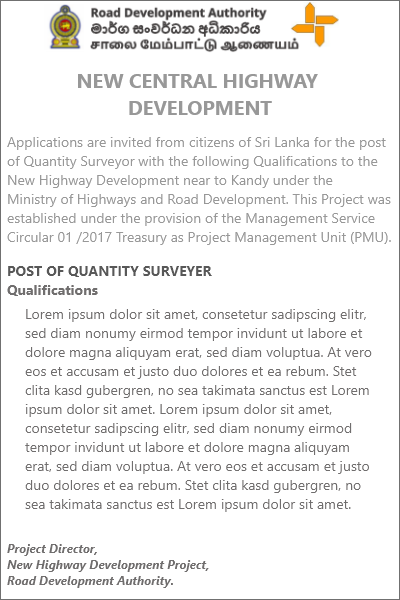 Road Development Authority
මාර්ග සංවර්ධන අධිකාරිය
சாலை மேம்பாட்டு ஆணையம்
NEW CENTRAL HIGHWAY
DEVELOPMENT
Applications are invited from citizens of Sri Lanka for the post
of Quantity Surveyor with the following Qualifications to the
New Highway Development near to Kandy under the
Ministry of Highways and Road Development. This Project was
established under the provision of the Management Service
Circular 01 /2017 Treasury as Project Management Unit (PMU).
POST OF QUANTITY SURVEYER
Qualifications
Lorem ipsum dolor sit amet, consetetur sadipscing elitr,
sed diam nonumy eirmod tempor invidunt ut labore et
dolore magna aliquyam erat, sed diam voluptua. At vero
eos et accusam et justo duo dolores et ea rebum. Stet
clita kasd gubergren, no sea takimata sanctus est Lorem
ipsum dolor sit amet. Lorem ipsum dolor sit amet,
consetetur sadipscing elitr, sed diam nonumy eirmod
tempor invidunt ut labore et dolore magna aliquyam
erat, sed diam voluptua. At vero eos et accusam et justo
duo dolores et ea rebum. Stet clita kasd gubergren, no
sea takimata sanctus est Lorem ipsum dolor sit amet.
Project Director,
New Highway Development Project,
Road Development Authority.